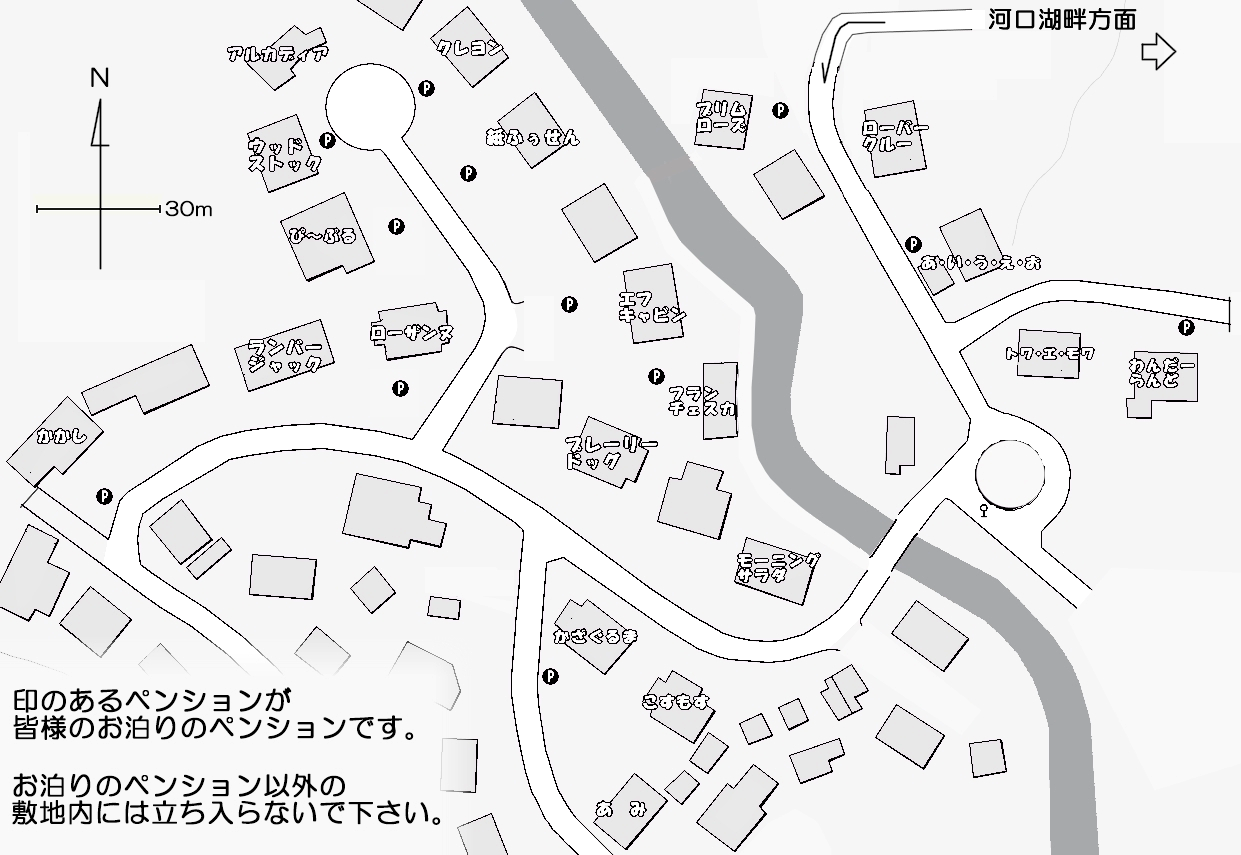 河口湖畔方面
アルカディア
クレヨン
N
30m
ウッド
ストック
P
P
紙ふうせん
P
プリム
ローズ
P
ローバー
クルー
ぴ〜ぷる
P
P
あ・い・う・え・お
ローザンヌ
P
エフ
キャビン
P
トワ・エ・モワ
わんだー
らんど
ランバー
ジャック
P
P
フラン
チェスカ
かかし
プレーリー
ドック
P
モーニング
サラダ
かざぐるま
P
こすもす
あ み
印のあるペンションが
皆様のお泊りのペンションです。
お泊りのペンション以外の
敷地内には立ち入らないで下さい。